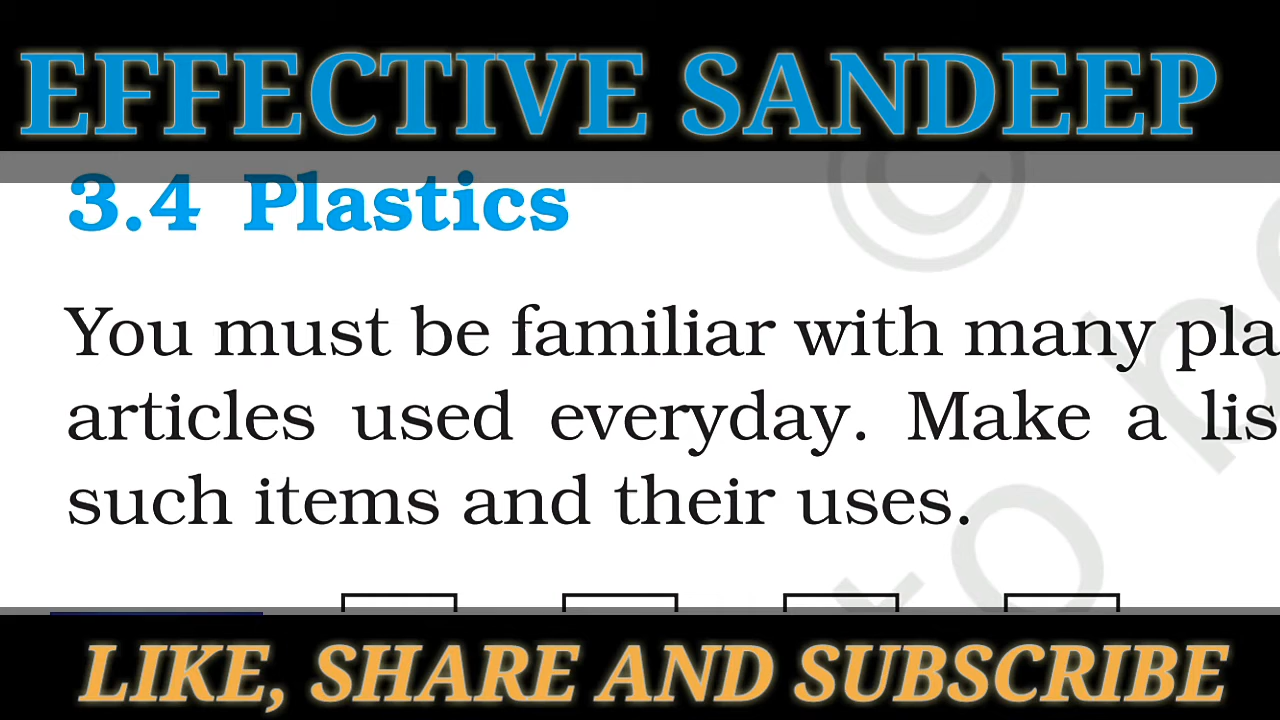 EFFECTIVE SANDEEP
3.4 Plastics
You must be familiar with many pla
articles used everyday. Make a lis
such items and their uses.
LIKE, SHARE AND SUBSCRIBE